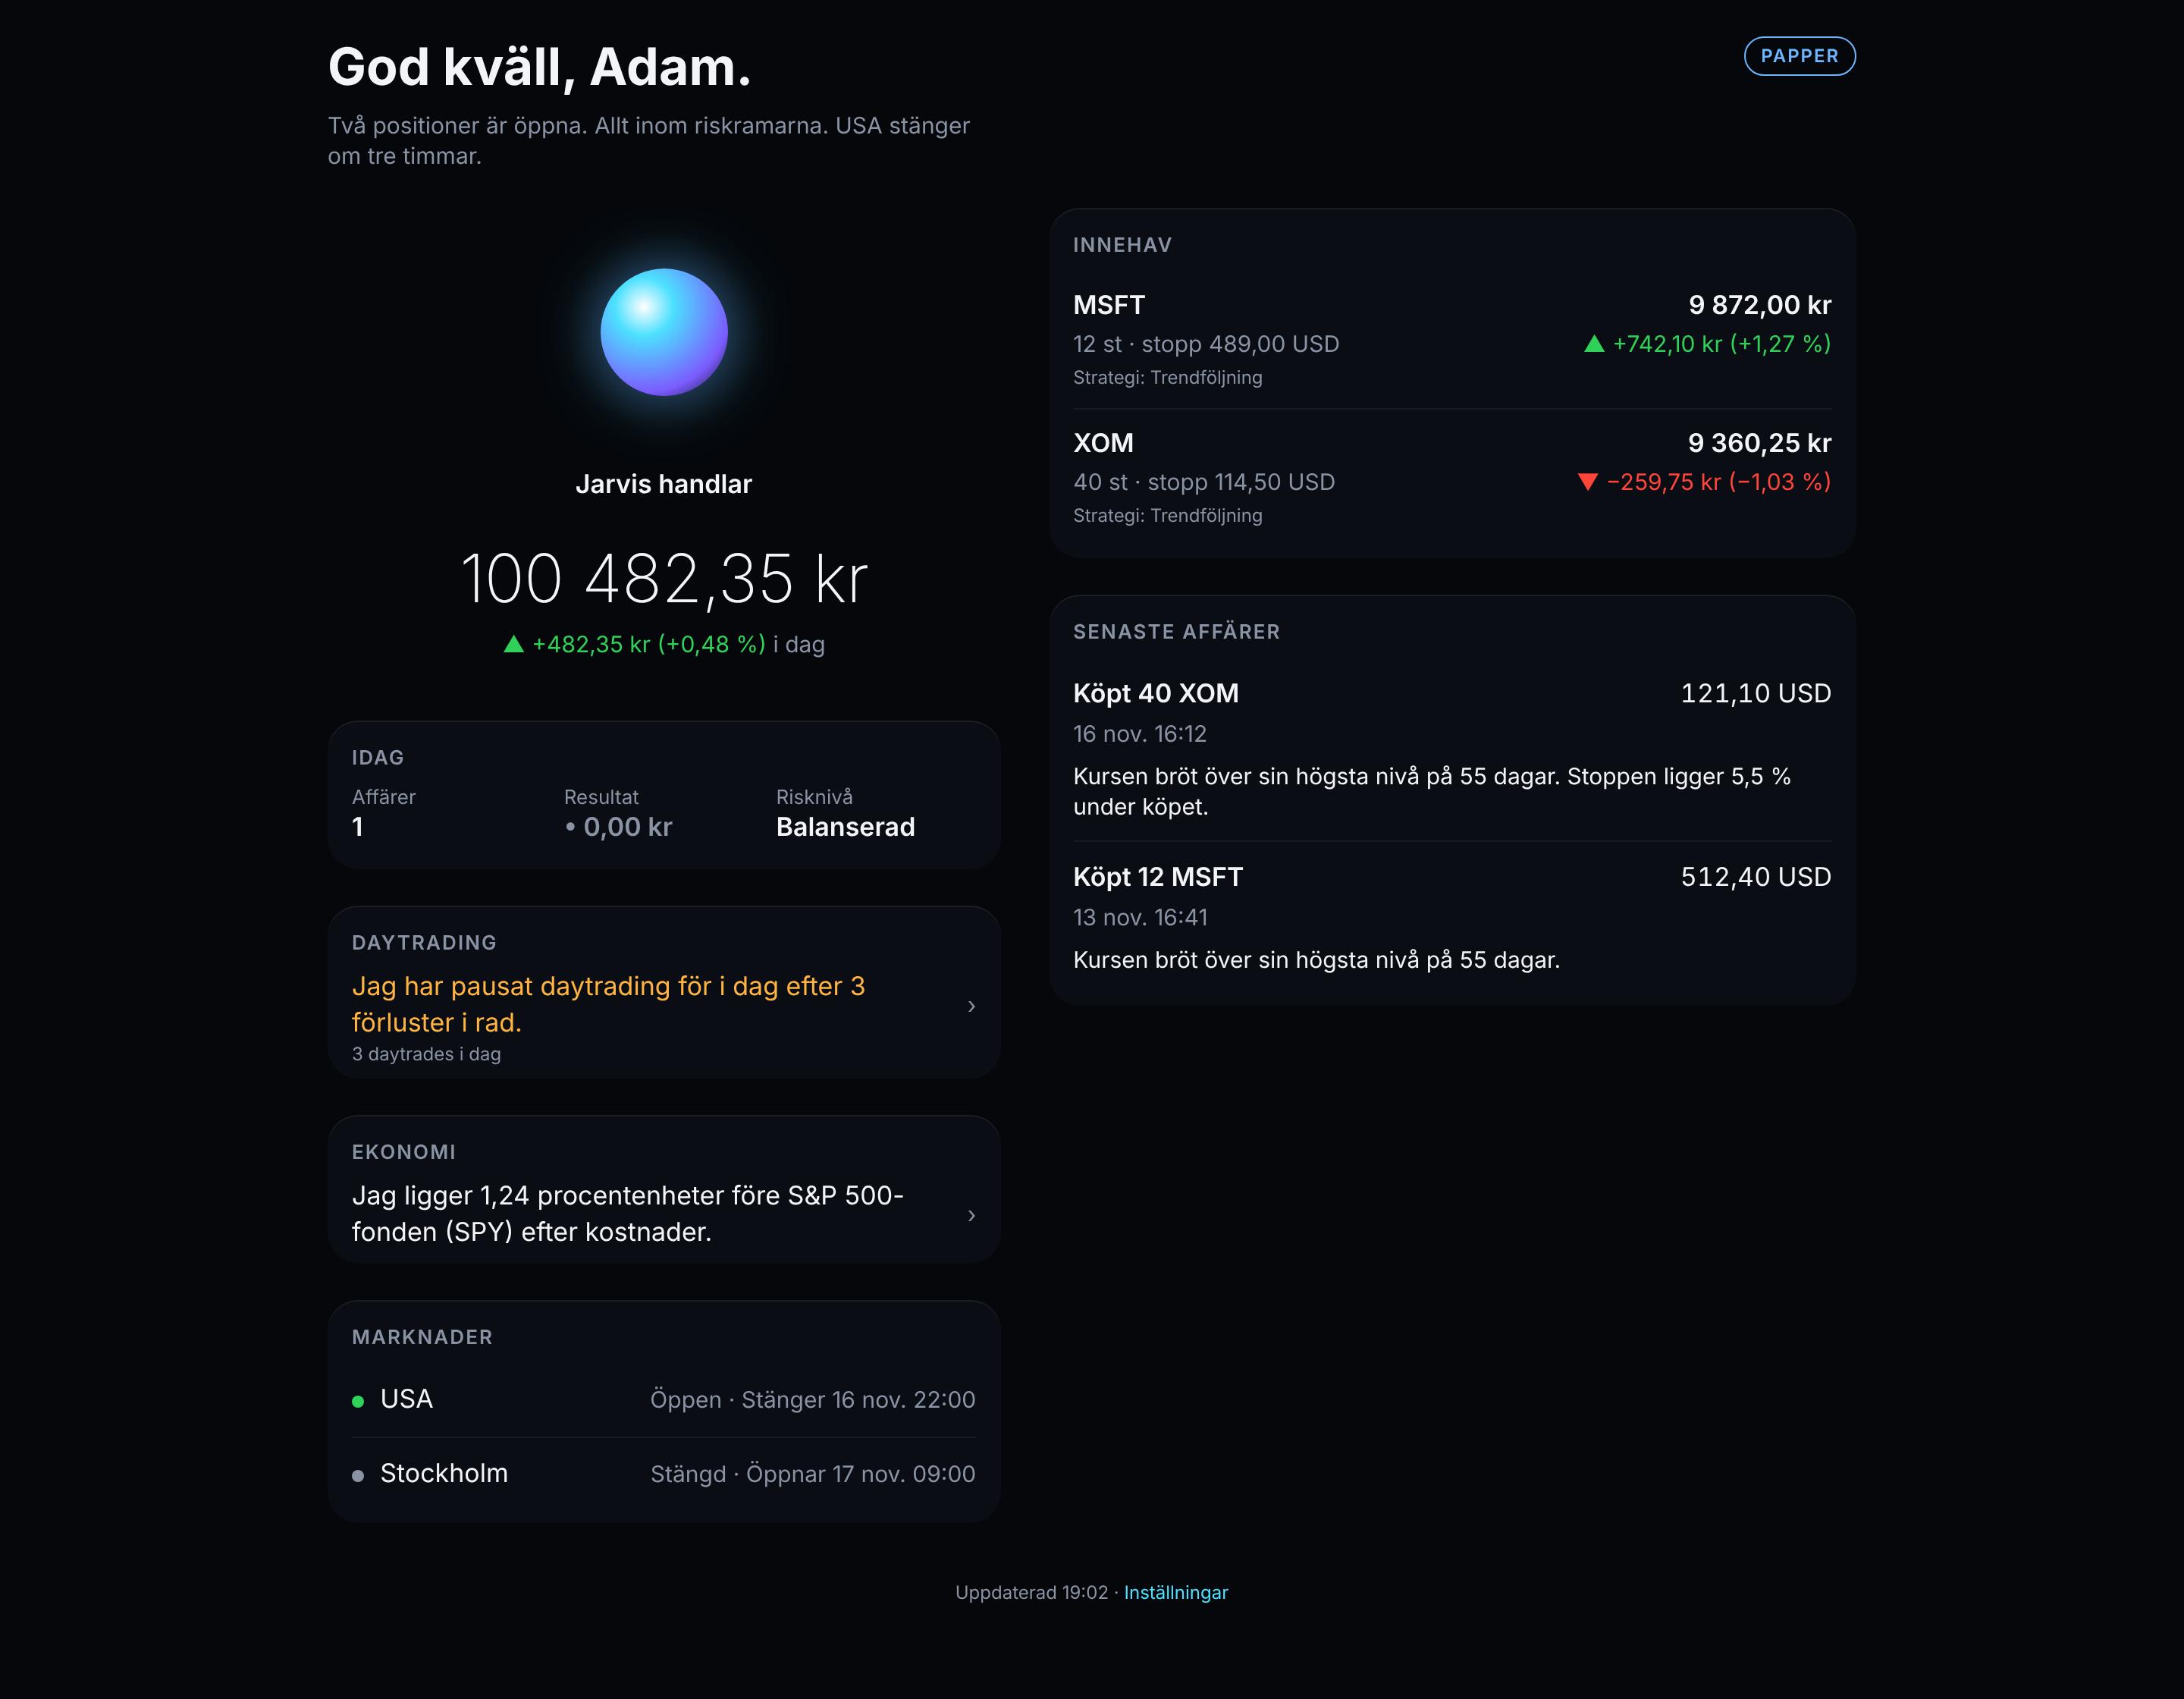 God kväll, Adam.
PAPPER
Två positioner är öppna. Allt inom riskramarna. USA stänger
om tre timmar.
Jarvis handlar
100 482,35 kr
▲ +482,35 kr (+0,48 %) i dag
IDAG
Affärer
Resultat
Risknivå
1
• 0,00 kr
Balanserad
DAYTRADING
Jag har pausat daytrading för i dag efter 3
förluster i rad.
3 daytrades i dag
›
EKONOMI
Jag ligger 1,24 procentenheter före S&P 500-
fonden (SPY) efter kostnader.
›
MARKNADER
USA
Öppen · Stänger 16 nov. 22:00
Stockholm
Stängd · Öppnar 17 nov. 09:00
INNEHAV
MSFT
9 872,00 kr
12 st · stopp 489,00 USD
▲ +742,10 kr (+1,27 %)
Strategi: Trendföljning
XOM
9 360,25 kr
40 st · stopp 114,50 USD
▼ −259,75 kr (−1,03 %)
Strategi: Trendföljning
SENASTE AFFÄRER
Köpt 40 XOM
121,10 USD
16 nov. 16:12
Kursen bröt över sin högsta nivå på 55 dagar. Stoppen ligger 5,5 %
under köpet.
Köpt 12 MSFT
512,40 USD
13 nov. 16:41
Kursen bröt över sin högsta nivå på 55 dagar.
Uppdaterad 19:02 · Inställningar